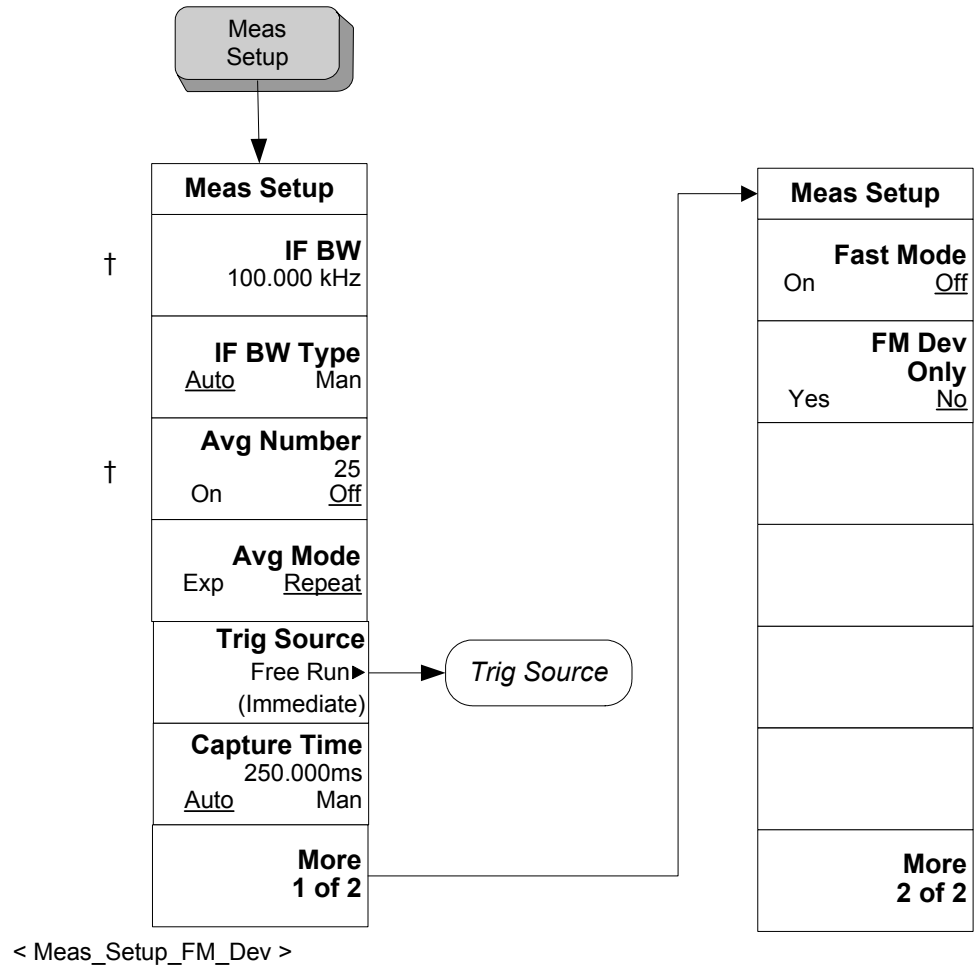 Meas
Setup
Meas Setup
† IF BW
100.000 kHz
IF BW Type
Auto Man
† Avg Number
25
On Off
Avg Mode
Exp Repeat
Trig Source
Free Run
(Immediate)
Trig Source
Capture Time
250.000ms
Auto Man
More
1 of 2
Meas Setup
Fast Mode
On Off
FM Dev
Only
Yes No
More
2 of 2
< Meas_Setup_FM_Dev >